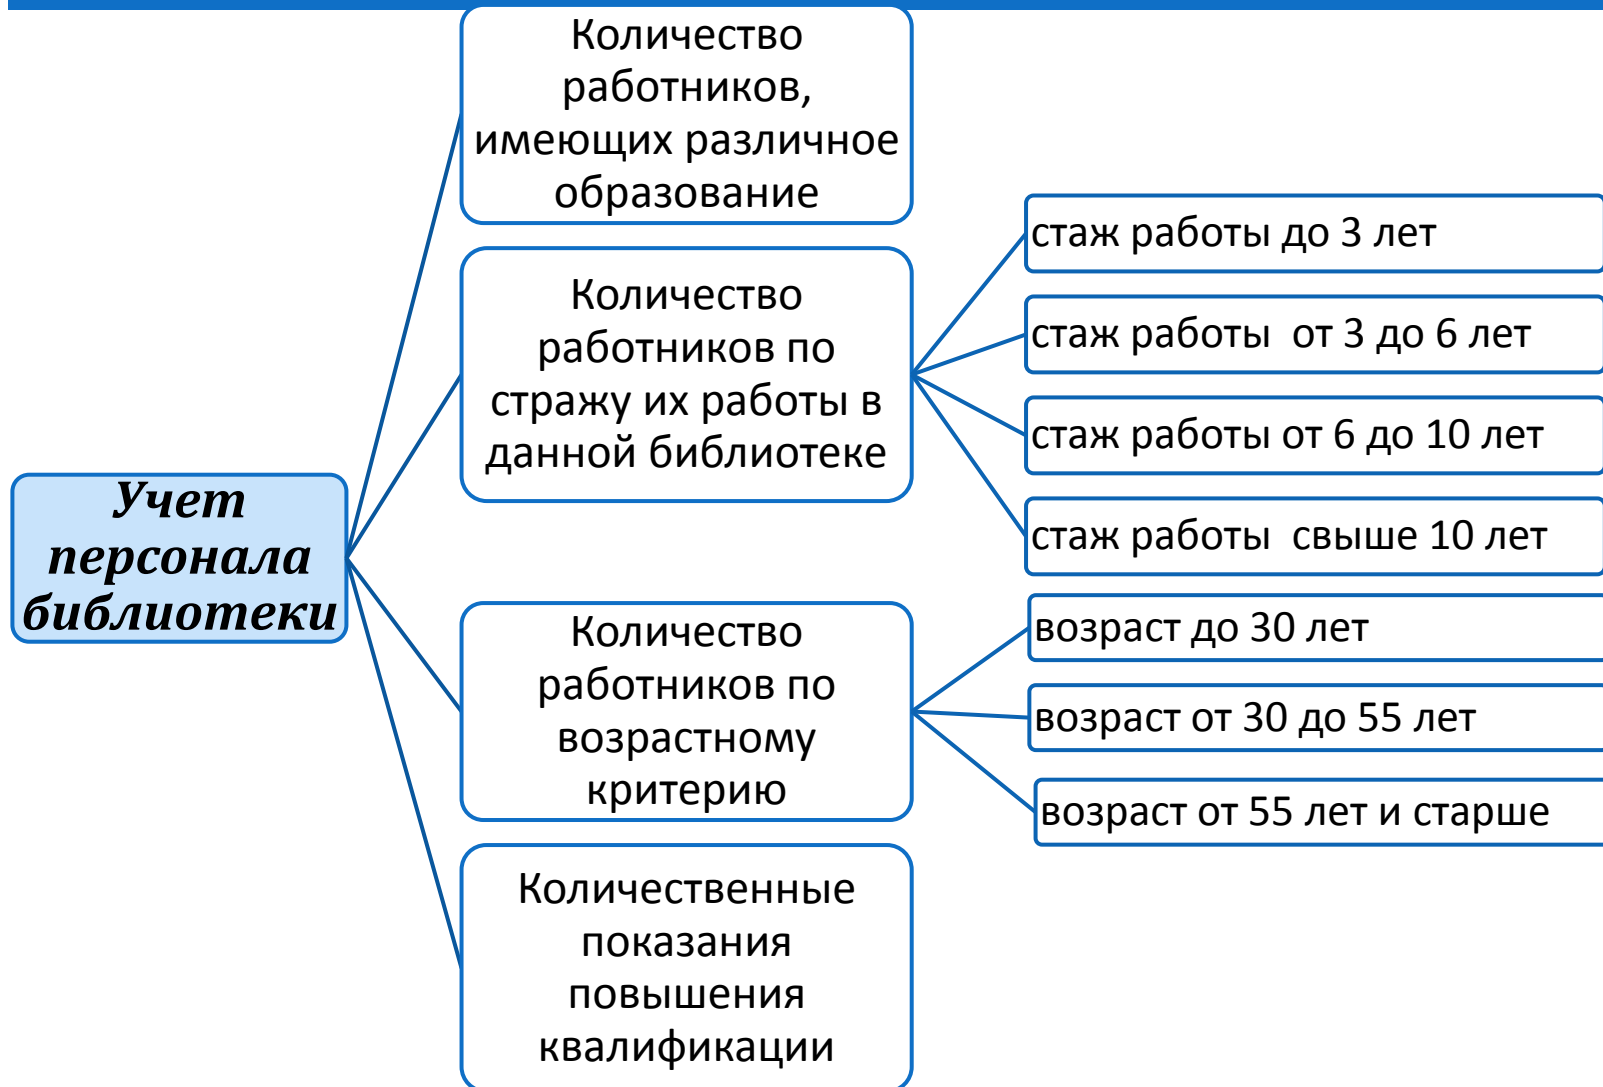 Учет
персонала
библиотеки
Количество
работников,
имеющих различное
образование
Количество
работников по
стражу их работы в
данной библиотеке
стаж работы до 3 лет
стаж работы  от 3 до 6 лет
стаж работы от 6 до 10 лет
стаж работы  свыше 10 лет
Количество
работников по
возрастному
критерию
возраст до 30 лет
возраст от 30 до 55 лет
возраст от 55 лет и старше
Количественные
показания
повышения
квалификации